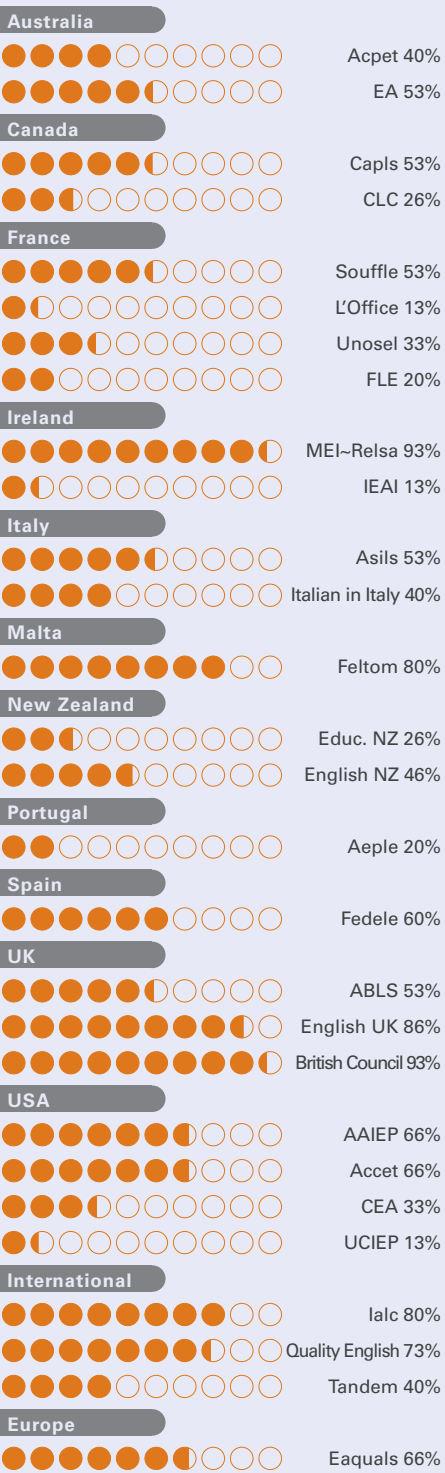 Australia
Acpet 40%
EA 53%
Canada
Capls 53%
CLC 26%
France
Souffle 53%
L'Office 13%
Unosel 33%
FLE 20%
Ireland
MEI~Relsa 93%
IEAI 13%
Italy
Asils 53%
Italian in Italy 40%
Malta
Feltom 80%
New Zealand
Educ. NZ 26%
English NZ 46%
Portugal
Aeple 20%
Spain
Fedele 60%
UK
ABLS 53%
English UK 86%
British Council 93%
USA
AAIEP 66%
Accet 66%
CEA 33%
UCIEP 13%
International
Ialc 80%
Quality English 73%
Tandem 40%
Europe
Eaquals 66%